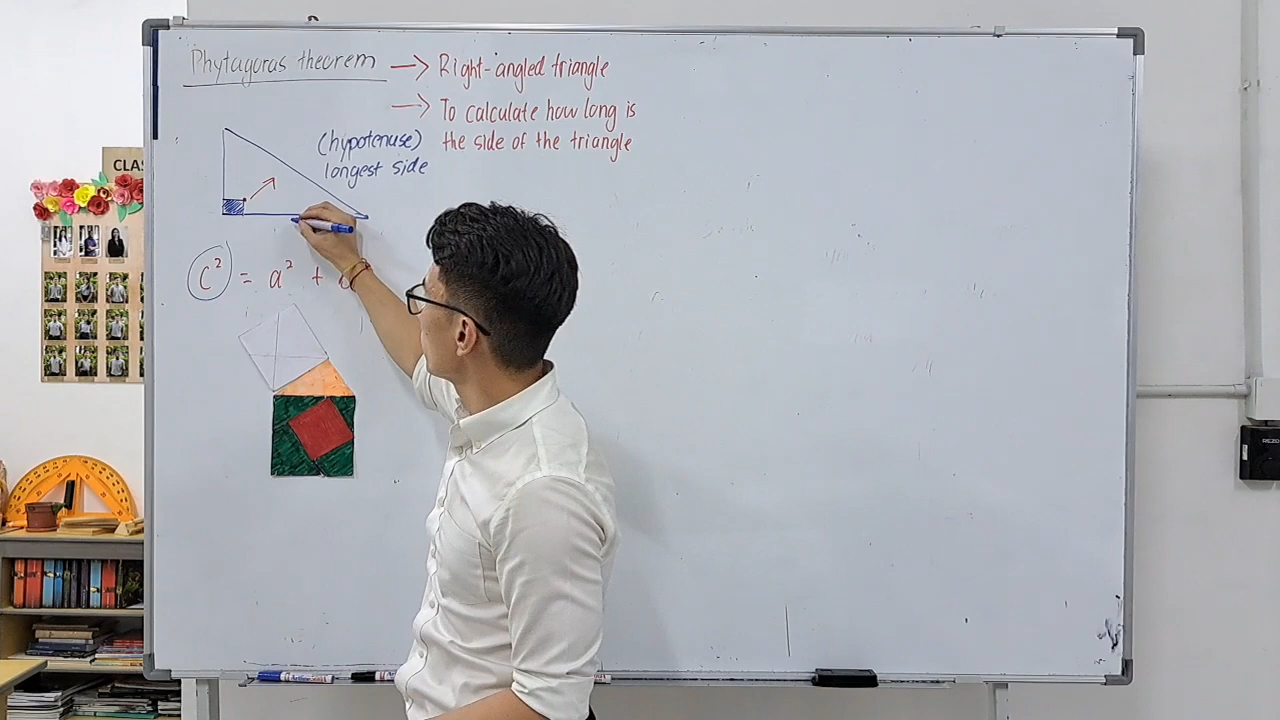 Phytagoras theorem → Right-angled triangle
→ To calculate how long is
the side of the triangle
(hypotenuse)
longest side
c² = a² +
CLAS